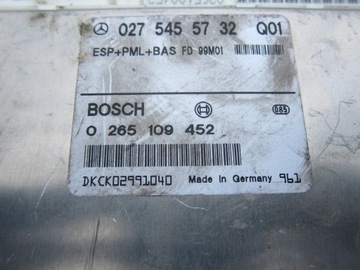 027 545 57 32 Q01
ESP+PML+BAS FD 99M01
BOSCH
0 265 109 452
DKCK02991040 Made in Germany 961